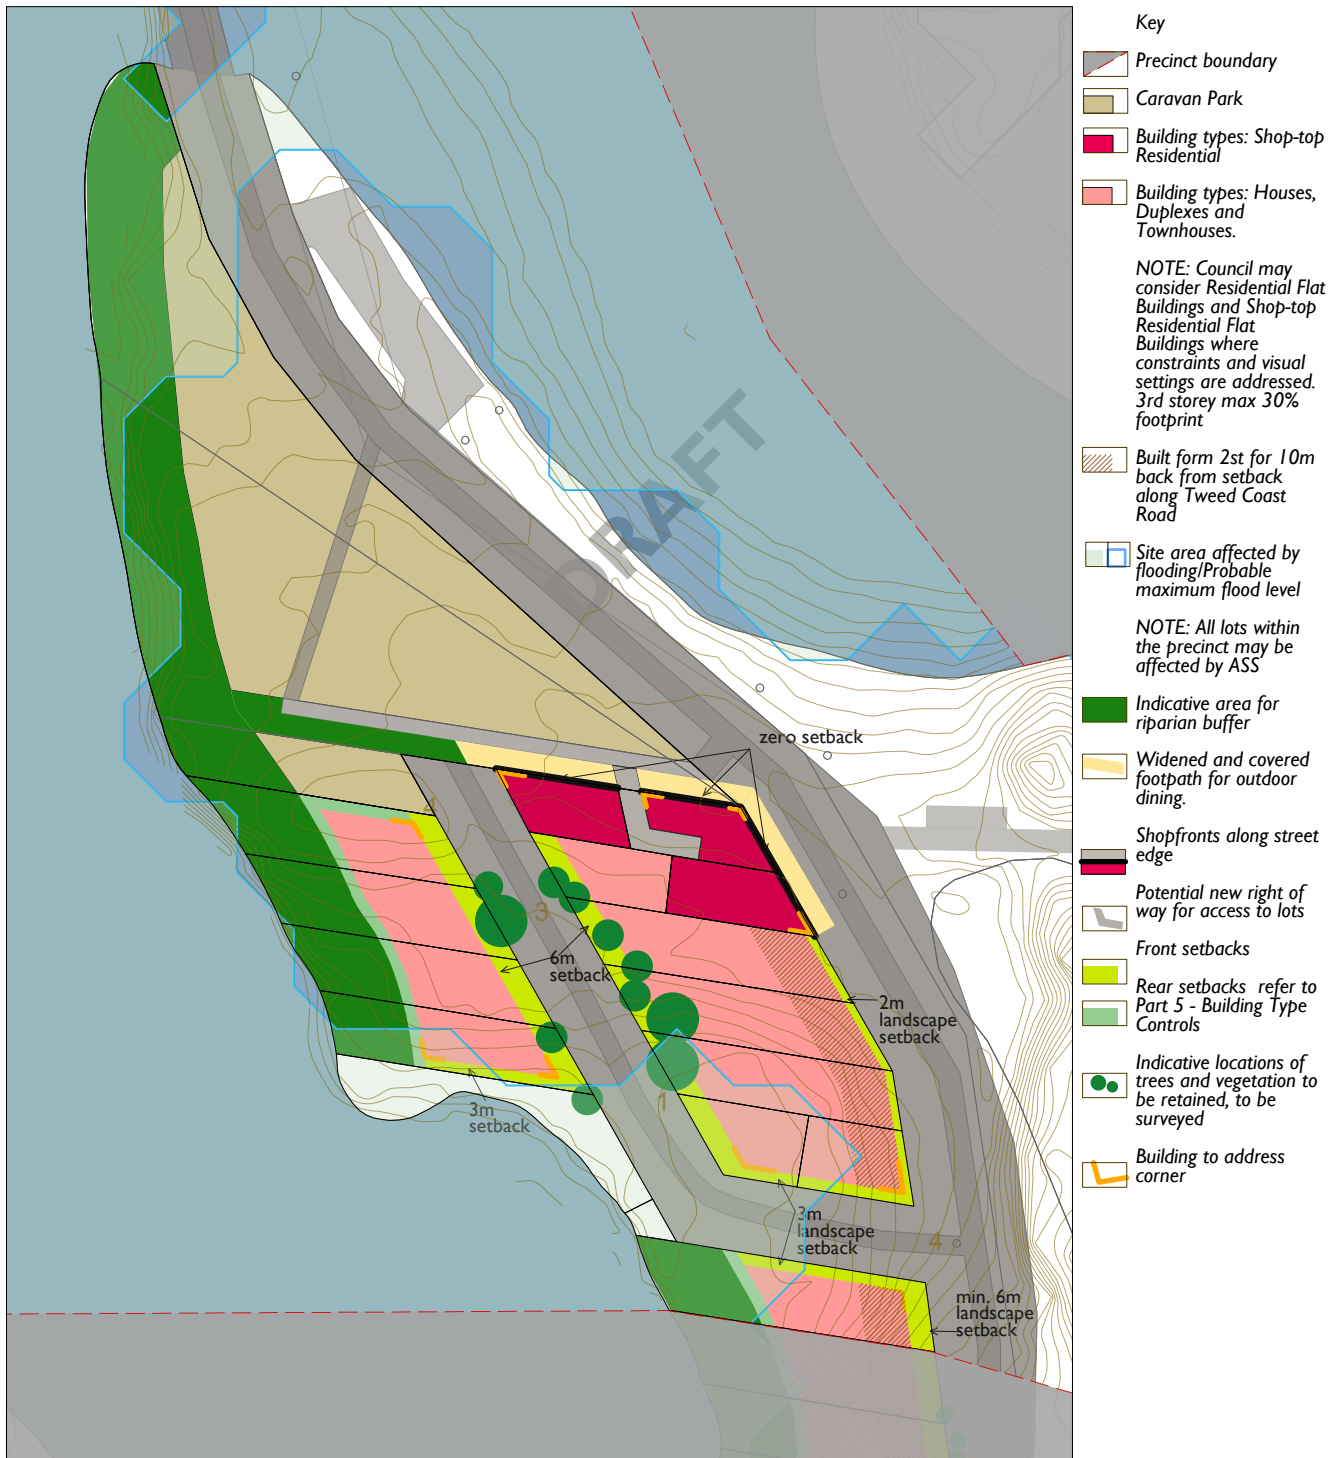 Key
Precinct boundary
Caravan Park
Building types: Shop-top
Residential
Building types: Houses,
Duplexes and
Townhouses.
NOTE: Council may
consider Residential Flat
Buildings and Shop-top
Residential Flat
Buildings where
constraints and visual
settings are addressed.
3rd storey max 30%
footprint
Built form 2st for 10m
back from setback
along Tweed Coast
Road
Site area affected by
flooding/Probable
maximum flood level
NOTE: All lots within
the precinct may be
affected by ASS
Indicative area for
riparian buffer
Widened and covered
footpath for outdoor
dining.
Shopfronts along street
edge
Potential new right of
way for access to lots
Front setbacks
Rear setbacks refer to
Part 5 - Building Type
Controls
Indicative locations of
trees and vegetation to
be retained, to be
surveyed
Building to address
corner
DRAFT
zero setback
4
3
6m
setback
2m
landscape
setback
1
3m
setback
3m
landscape
setback
4
min. 6m
landscape
setback